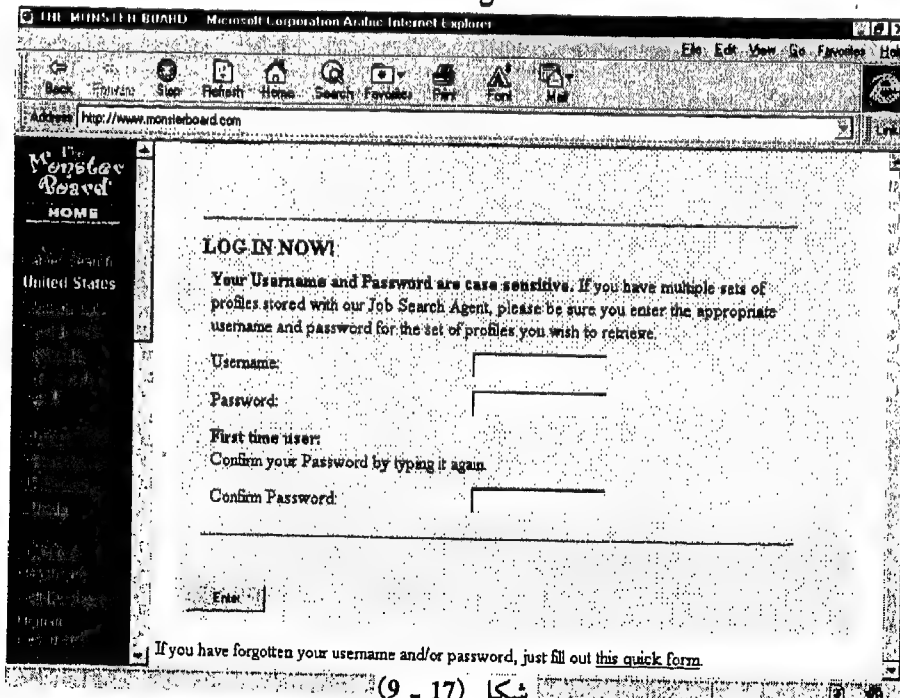 THE MONSTER BOARD Microsoft Corporation Arabic Internet Explorer
File Edit View Go Favorites Help
Back Forward Stop Refresh Home Search Favorites Print Font Mail
Address http://www.monsterboard.com Links
The
Monster
Board
HOME
United States
LOG IN NOW!
Your Username and Password are case sensitive. If you have multiple sets of
profiles stored with our Job Search Agent, please be sure you enter the appropriate
username and password for the set of profiles you wish to retrieve.
Username:
Password:
First time user:
Confirm your Password by typing it again.
Confirm Password:
Enter
If you have forgotten your username and/or password, just fill out this quick form.
شكل (17 - 9)